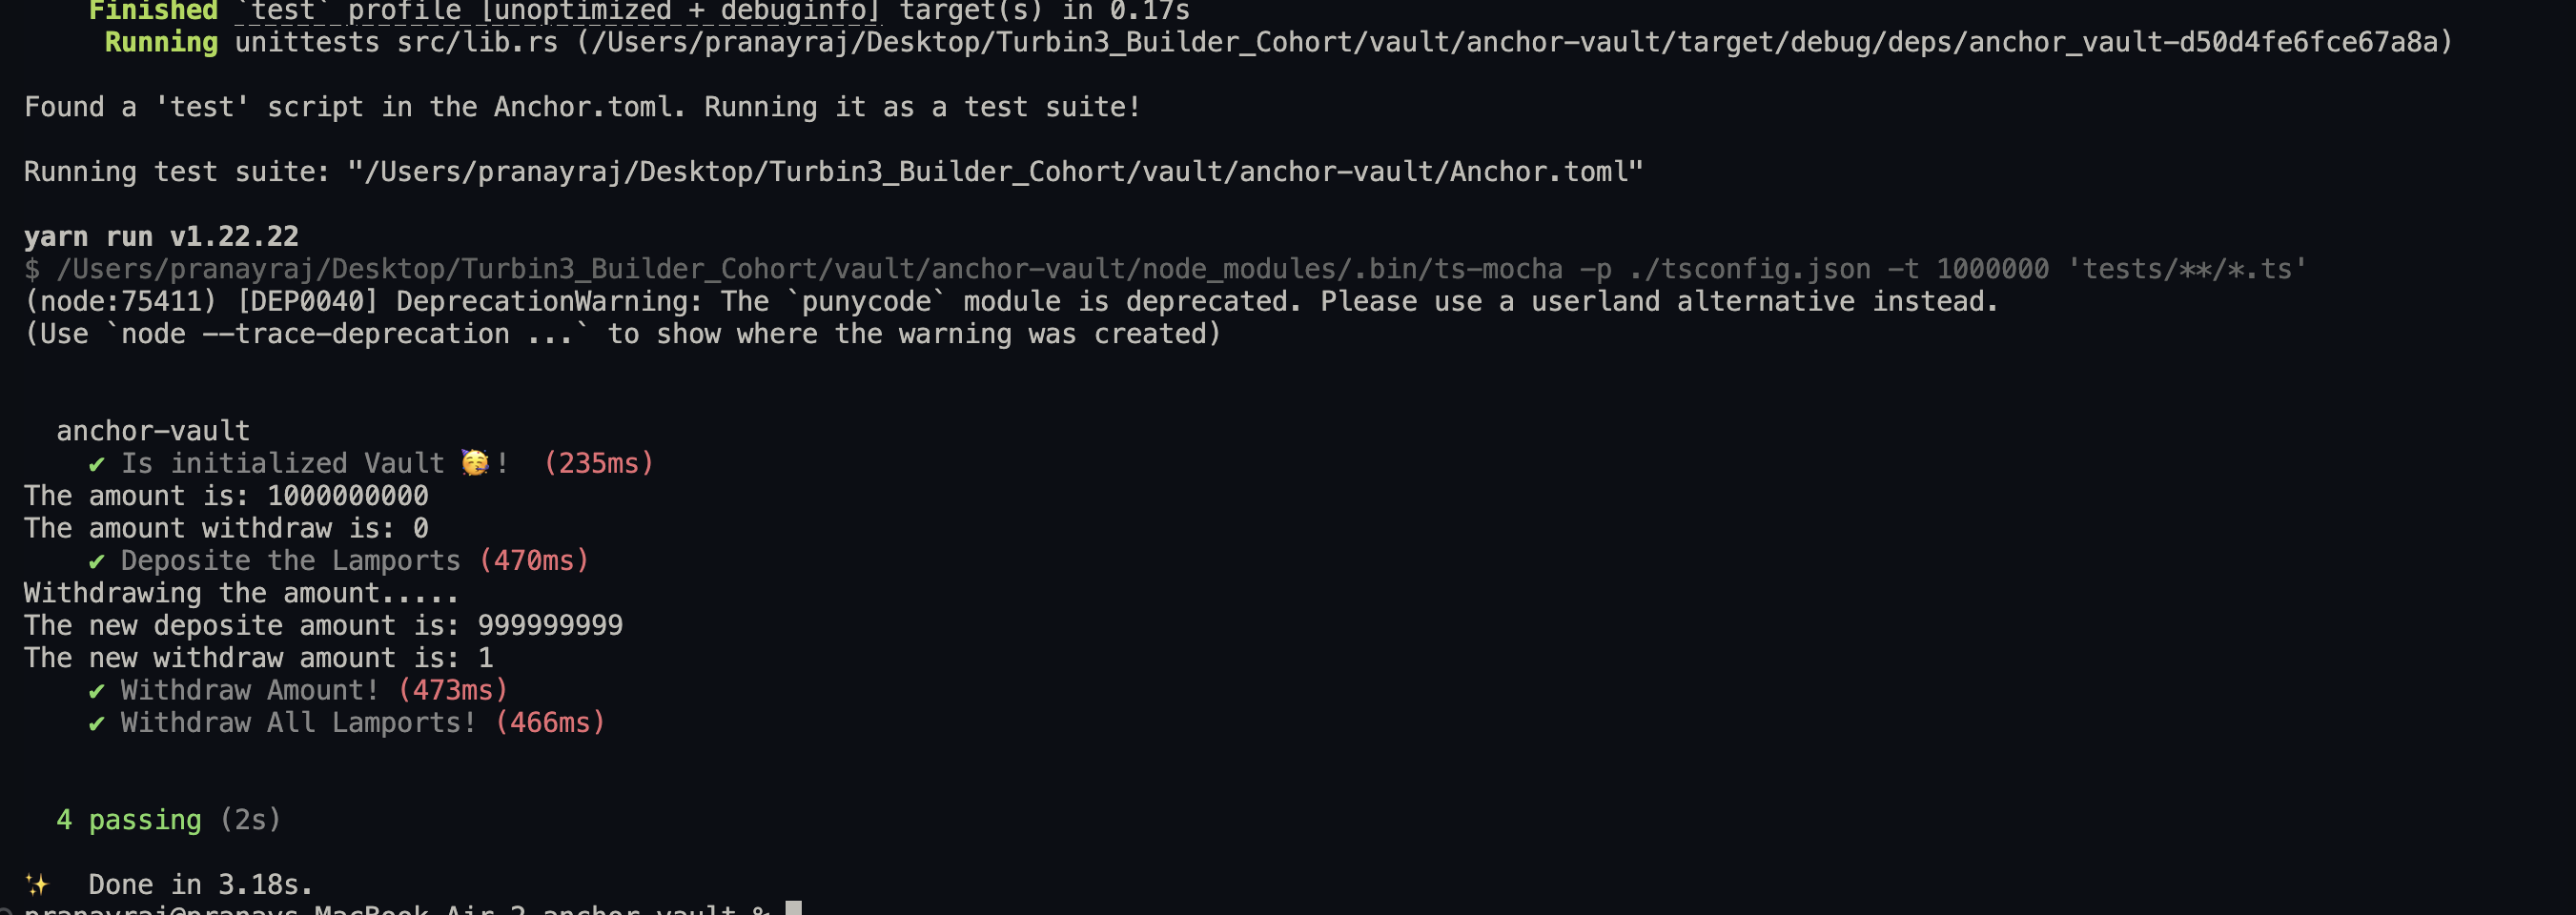 Finished `test` profile [unoptimized + debuginfo] target(s) in 0.17s
Running unittests src/lib.rs (/Users/pranayraj/Desktop/Turbin3_Builder_Cohort/vault/anchor-vault/target/debug/deps/anchor_vault-d50d4fe6fce67a8a)
Found a 'test' script in the Anchor.toml. Running it as a test suite!
Running test suite: "/Users/pranayraj/Desktop/Turbin3_Builder_Cohort/vault/anchor-vault/Anchor.toml"
yarn run v1.22.22
$ /Users/pranayraj/Desktop/Turbin3_Builder_Cohort/vault/anchor-vault/node_modules/.bin/ts-mocha -p ./tsconfig.json -t 1000000 'tests/**/*.ts'
(node:75411) [DEP0040] DeprecationWarning: The `punycode` module is deprecated. Please use a userland alternative instead.
(Use `node --trace-deprecation ...` to show where the warning was created)
anchor-vault
✔ Is initialized Vault 🥳! (235ms)
The amount is: 1000000000
The amount withdraw is: 0
✔ Deposite the Lamports (470ms)
Withdrawing the amount.....
The new deposite amount is: 999999999
The new withdraw amount is: 1
✔ Withdraw Amount! (473ms)
✔ Withdraw All Lamports! (466ms)
4 passing (2s)
✨ Done in 3.18s.
pranayraj@pranays-MacBook-Air-2 anchor-vault %